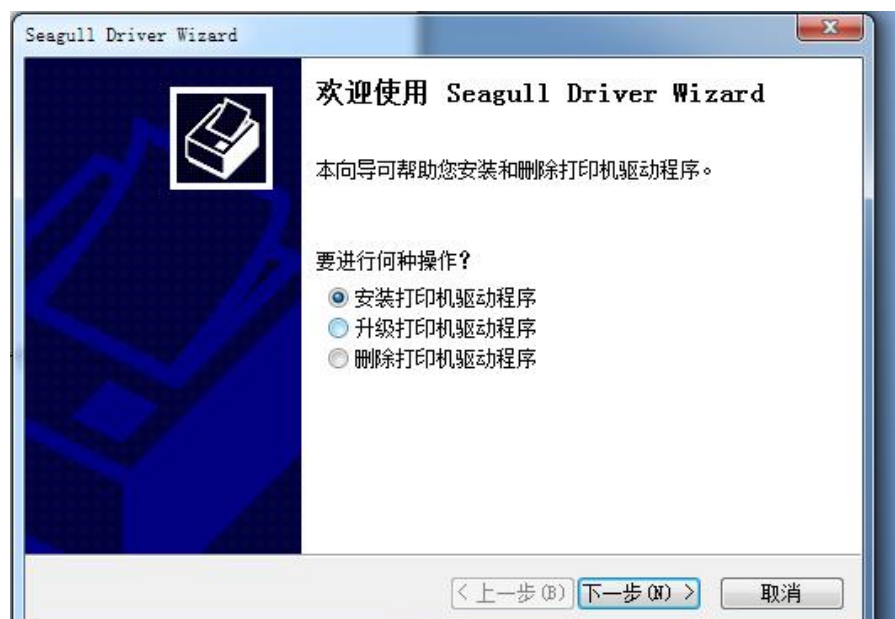 Seagull Driver Wizard
欢迎使用 Seagull Driver Wizard
本向导可帮助您安装和删除打印机驱动程序。
要进行何种操作?
安装打印机驱动程序
升级打印机驱动程序
删除打印机驱动程序
< 上一步(B) 下一步(N) > 取消